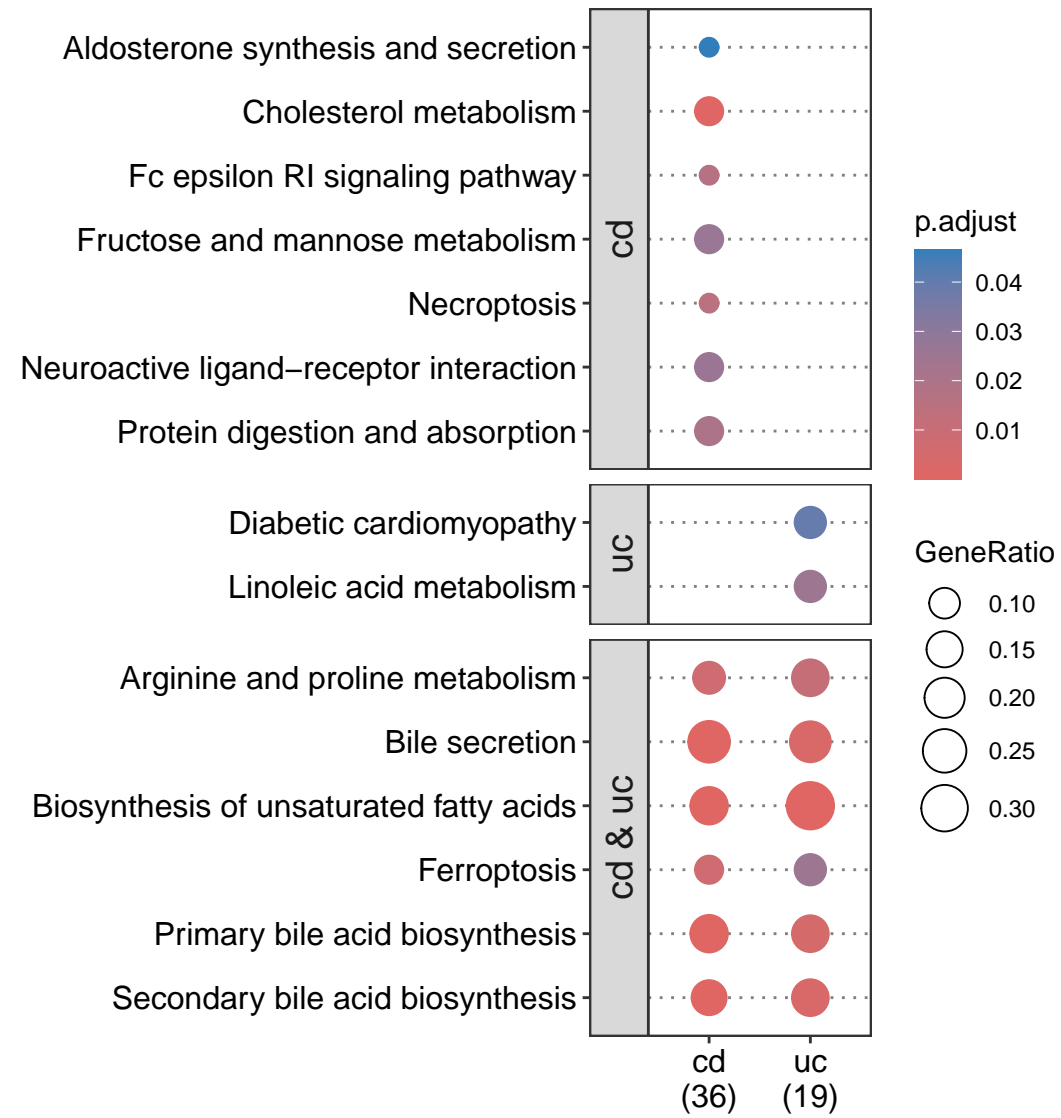 Aldosterone synthesis and secretion
Cholesterol metabolism
Fc epsilon RI signaling pathway
Fructose and mannose metabolism
Necroptosis
Neuroactive ligand−receptor interaction
Protein digestion and absorption
cd
Diabetic cardiomyopathy
Linoleic acid metabolism
uc
Arginine and proline metabolism
Bile secretion
Biosynthesis of unsaturated fatty acids
Ferroptosis
Primary bile acid biosynthesis
Secondary bile acid biosynthesis
cd & uc
cd
(36)
uc
(19)
p.adjust
0.04
0.03
0.02
0.01
GeneRatio
0.10
0.15
0.20
0.25
0.30